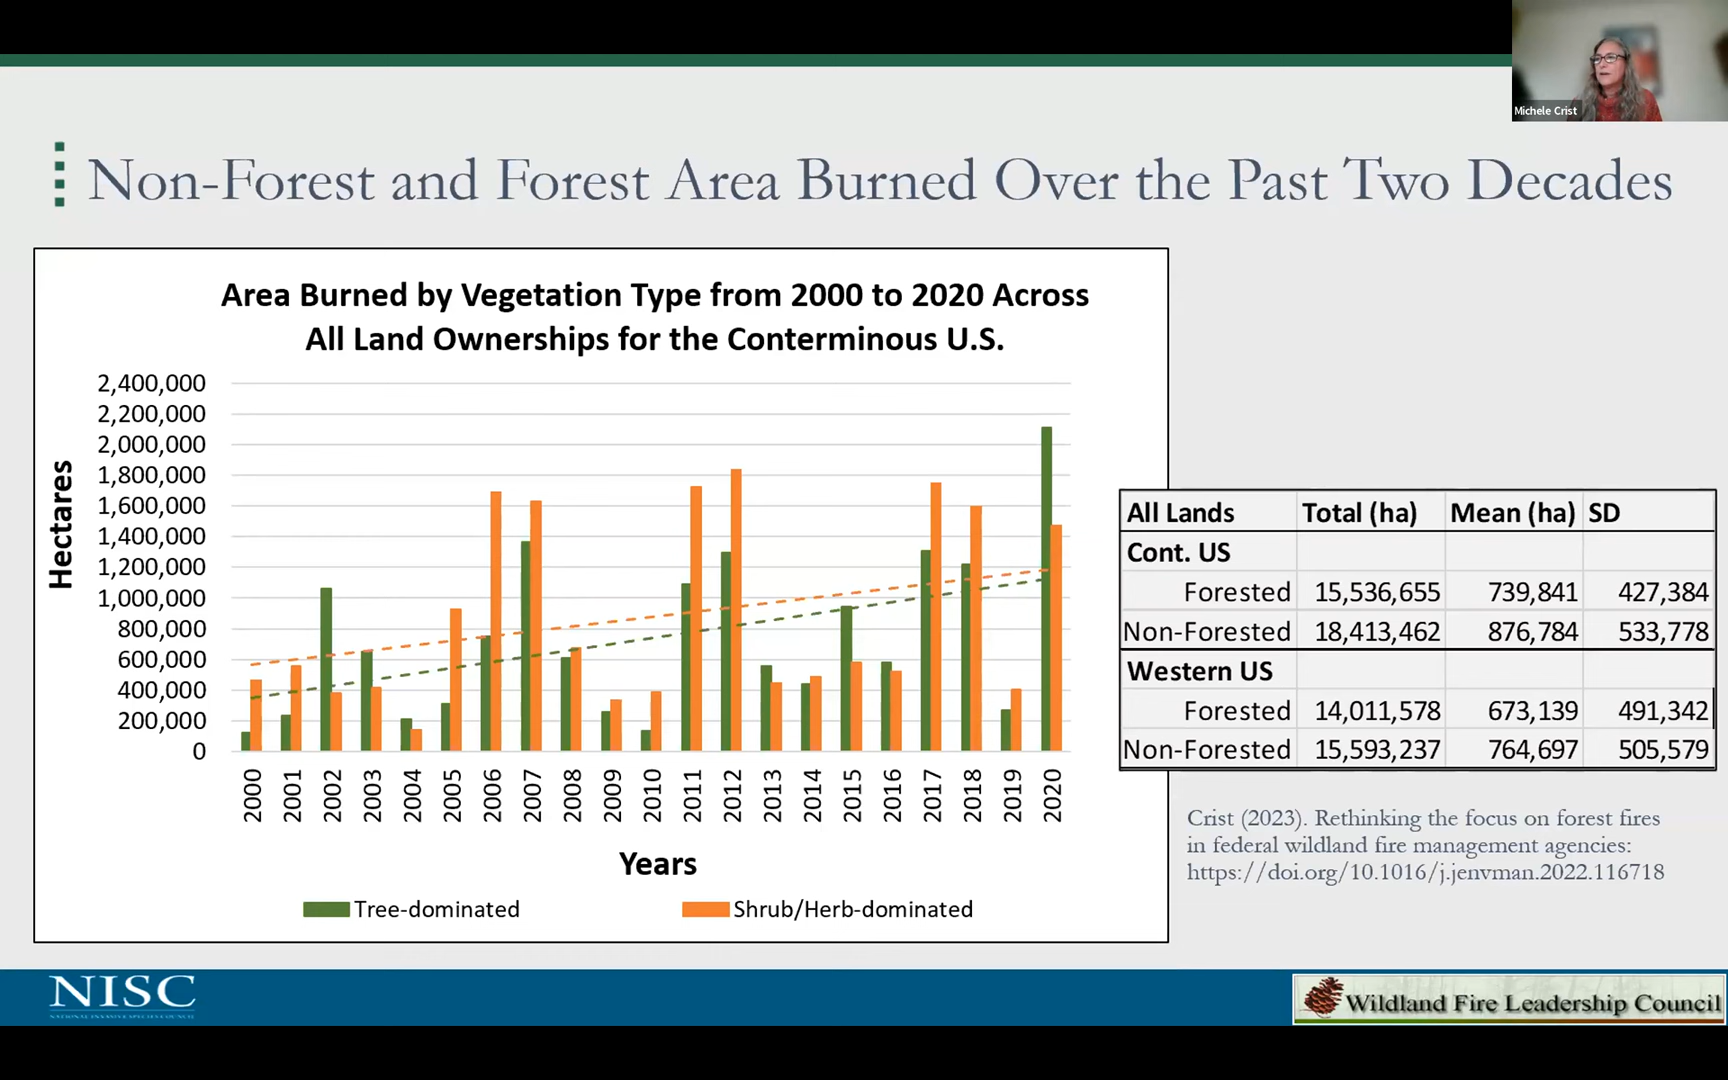 Michele Crist
Non-Forest and Forest Area Burned Over the Past Two Decades
Area Burned by Vegetation Type from 2000 to 2020 Across
All Land Ownerships for the Conterminous U.S.
Hectares
2,400,000
2,200,000
2,000,000
1,800,000
1,600,000
1,400,000
1,200,000
1,000,000
800,000
600,000
400,000
200,000
0
2000 2001 2002 2003 2004 2005 2006 2007 2008 2009 2010 2011 2012 2013 2014 2015 2016 2017 2018 2019 2020
Years
Tree-dominated Shrub/Herb-dominated
All Lands Total (ha) Mean (ha) SD
Cont. US
Forested 15,536,655 739,841 427,384
Non-Forested 18,413,462 876,784 533,778
Western US
Forested 14,011,578 673,139 491,342
Non-Forested 15,593,237 764,697 505,579
Crist (2023). Rethinking the focus on forest fires
in federal wildland fire management agencies:
https://doi.org/10.1016/j.jenvman.2022.116718
NISC
NATIONAL INVASIVE SPECIES COUNCIL
Wildland Fire Leadership Council